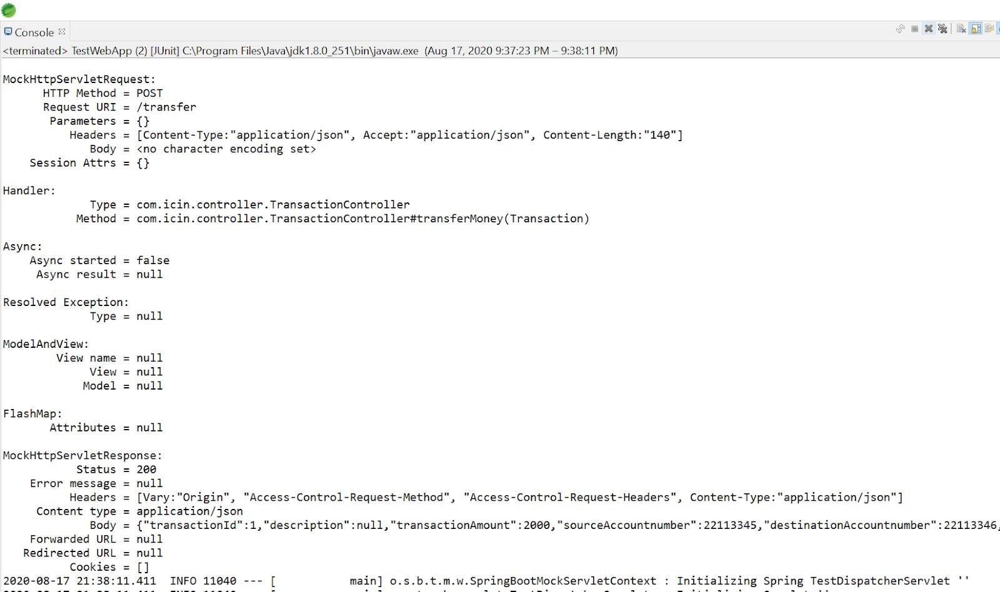 Console
<terminated> TestWebApp (2) [JUnit] C:\Program Files\Java\jdk1.8.0_251\bin\javaw.exe (Aug 17, 2020 9:37:23 PM – 9:38:11 PM)
MockHttpServletRequest:
HTTP Method = POST
Request URI = /transfer
Parameters = {}
Headers = [Content-Type:"application/json", Accept:"application/json", Content-Length:"140"]
Body = <no character encoding set>
Session Attrs = {}
Handler:
Type = com.icin.controller.TransactionController
Method = com.icin.controller.TransactionController#transferMoney(Transaction)
Async:
Async started = false
Async result = null
Resolved Exception:
Type = null
ModelAndView:
View name = null
View = null
Model = null
FlashMap:
Attributes = null
MockHttpServletResponse:
Status = 200
Error message = null
Headers = [Vary:"Origin", "Access-Control-Request-Method", "Access-Control-Request-Headers", Content-Type:"application/json"]
Content type = application/json
Body = {"transactionId":1,"description":null,"transactionAmount":2000,"sourceAccountnumber":22113345,"destinationAccountnumber":22113346,
Forwarded URL = null
Redirected URL = null
Cookies = []
2020-08-17 21:38:11.411 INFO 11040 --- [ main] o.s.b.t.m.w.SpringBootMockServletContext : Initializing Spring TestDispatcherServlet ''